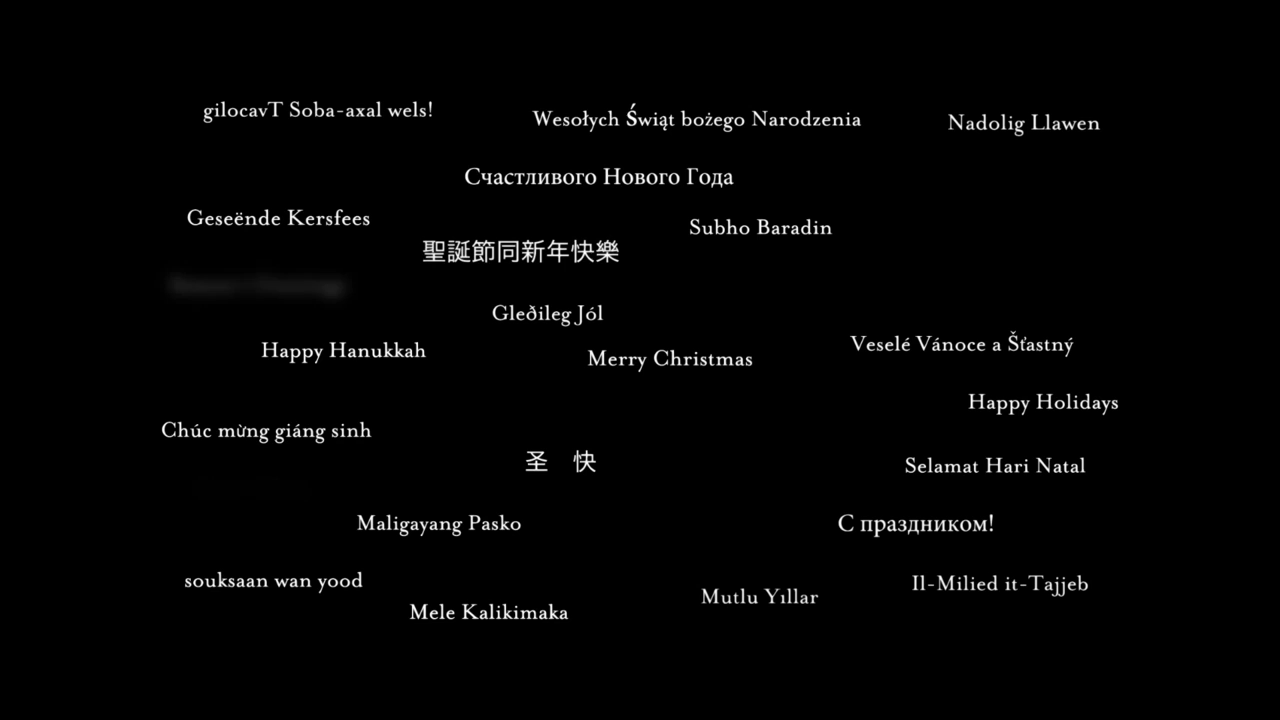 gilocavT Soba-axal wels!
Wesołych Świąt bożego Narodzenia
Nadolig Llawen
Счастливого Нового Года
Geseënde Kersfees
Subho Baradin
聖誕節同新年快樂
Gleðileg Jól
Happy Hanukkah
Merry Christmas
Veselé Vánoce a Šťastný
Happy Holidays
Chúc mừng giáng sinh
圣 快
Selamat Hari Natal
Maligayang Pasko
С праздником!
souksaan wan yood
Mele Kalikimaka
Mutlu Yıllar
Il-Milied it-Tajjeb